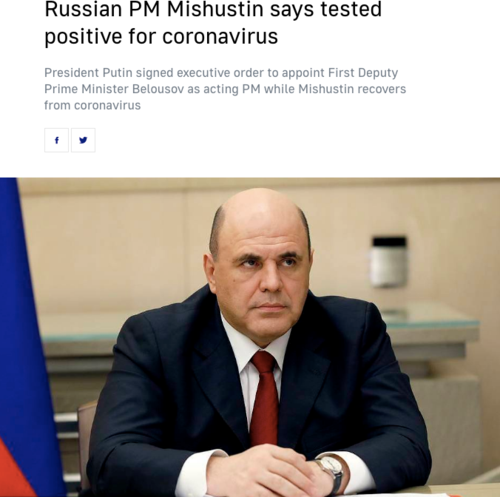 Russian PM Mishustin says tested
positive for coronavirus
President Putin signed executive order to appoint First Deputy
Prime Minister Belousov as acting PM while Mishustin recovers
from coronavirus